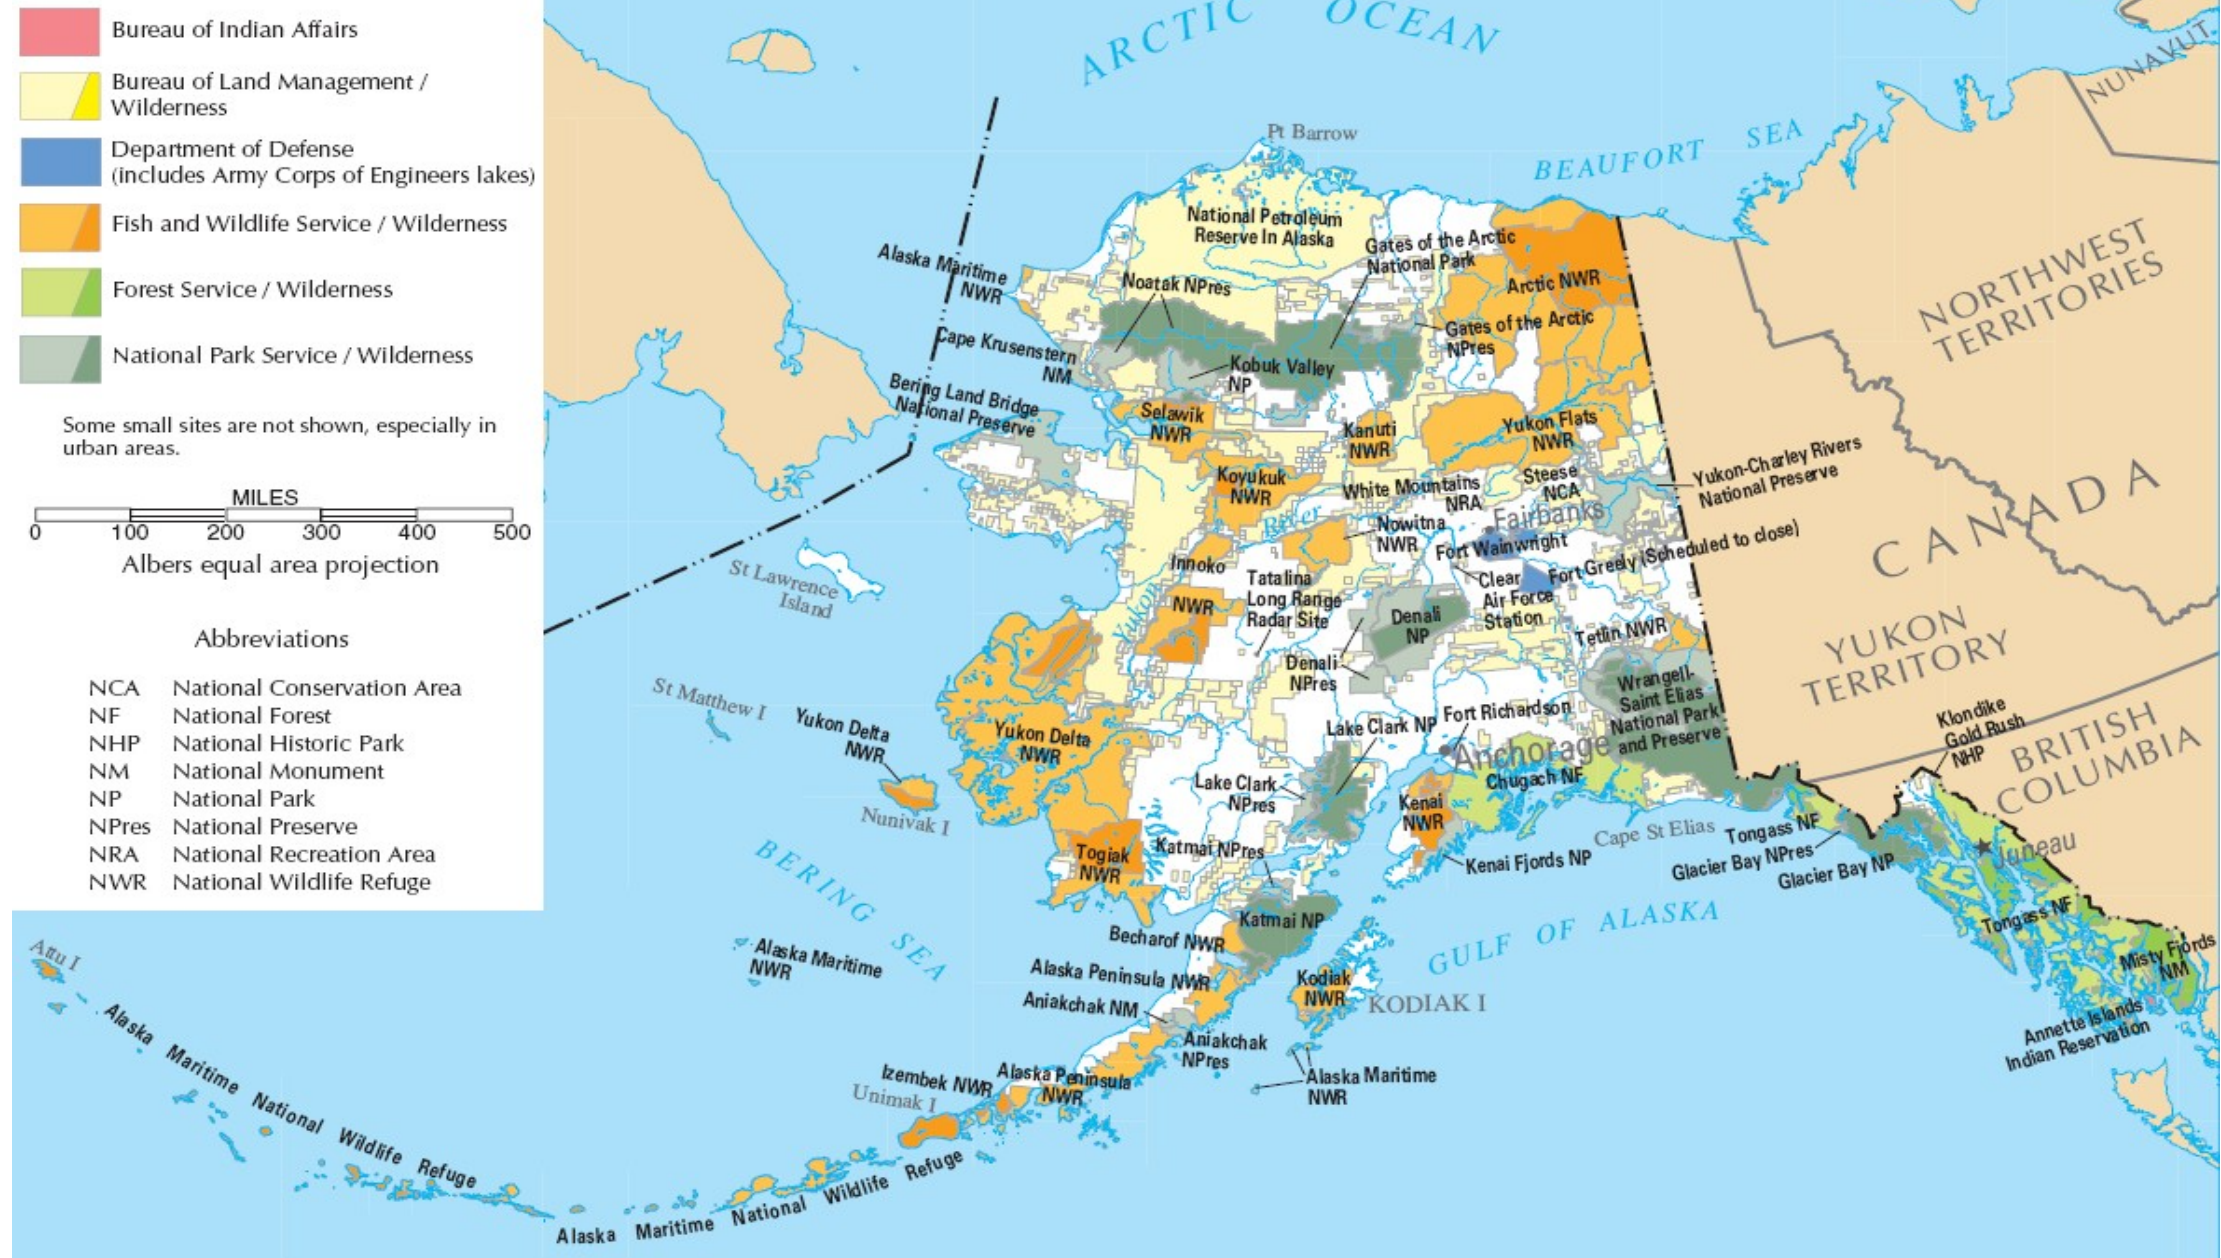 Bureau of Indian Affairs
Bureau of Land Management /
Wilderness
Department of Defense
(includes Army Corps of Engineers lakes)
Fish and Wildlife Service / Wilderness
Forest Service / Wilderness
National Park Service / Wilderness
Some small sites are not shown, especially in
urban areas.
MILES
0 100 200 300 400 500
Albers equal area projection
Abbreviations
NCA National Conservation Area
NF National Forest
NHP National Historic Park
NM National Monument
NP National Park
NPres National Preserve
NRA National Recreation Area
NWR National Wildlife Refuge
ARCTIC OCEAN
NUNAVUT
Pt Barrow
BEAUFORT SEA
National Petroleum
Reserve In Alaska
Gates of the Arctic
National Park
Alaska Maritime
NWR
Noatak NPres
Arctic NWR
NORTHWEST
TERRITORIES
Gates of the Arctic
NPres
Cape Krusenstern
NM
Kobuk Valley
NP
Bering Land Bridge
National Preserve
Selawik
NWR
Kanuti
NWR
Yukon Flats
NWR
Koyukuk
NWR
White Mountains
NRA
Steese
NCA
Yukon-Charley Rivers
National Preserve
CANADA
River
Nowitna
NWR
Fairbanks
Fort Wainwright
Fort Greely (Scheduled to close)
St Lawrence
Island
Innoko
NWR
Tatalina
Long Range
Radar Site
Clear
Air Force
Station
Yukon
Denali
NP
Tetlin NWR
YUKON
TERRITORY
Denali
NPres
Wrangell-
Saint Elias
National Park
and Preserve
St Matthew I
Yukon Delta
NWR
Yukon Delta
NWR
Lake Clark NP
Fort Richardson
Anchorage
Klondike
Gold Rush
NHP
BRITISH
COLUMBIA
Lake Clark
NPres
Chugach NF
Kenai
NWR
Nunivak I
Cape St Elias
Tongass NF
Glacier Bay NPres
Glacier Bay NP
Juneau
BERING SEA
Togiak
NWR
Katmai NPres
Kenai Fjords NP
Katmai NP
GULF OF ALASKA
Tongass NF
Misty Fjords
NM
Becharof NWR
Attu I
Alaska Maritime
NWR
Alaska Peninsula NWR
Kodiak
NWR
KODIAK I
Aniakchak NM
Aniakchak
NPres
Annette Islands
Indian Reservation
Alaska Maritime National Wildlife Refuge
Izembek NWR
Alaska Peninsula
NWR
Unimak I
Alaska Maritime
NWR
Alaska Maritime National Wildlife Refuge